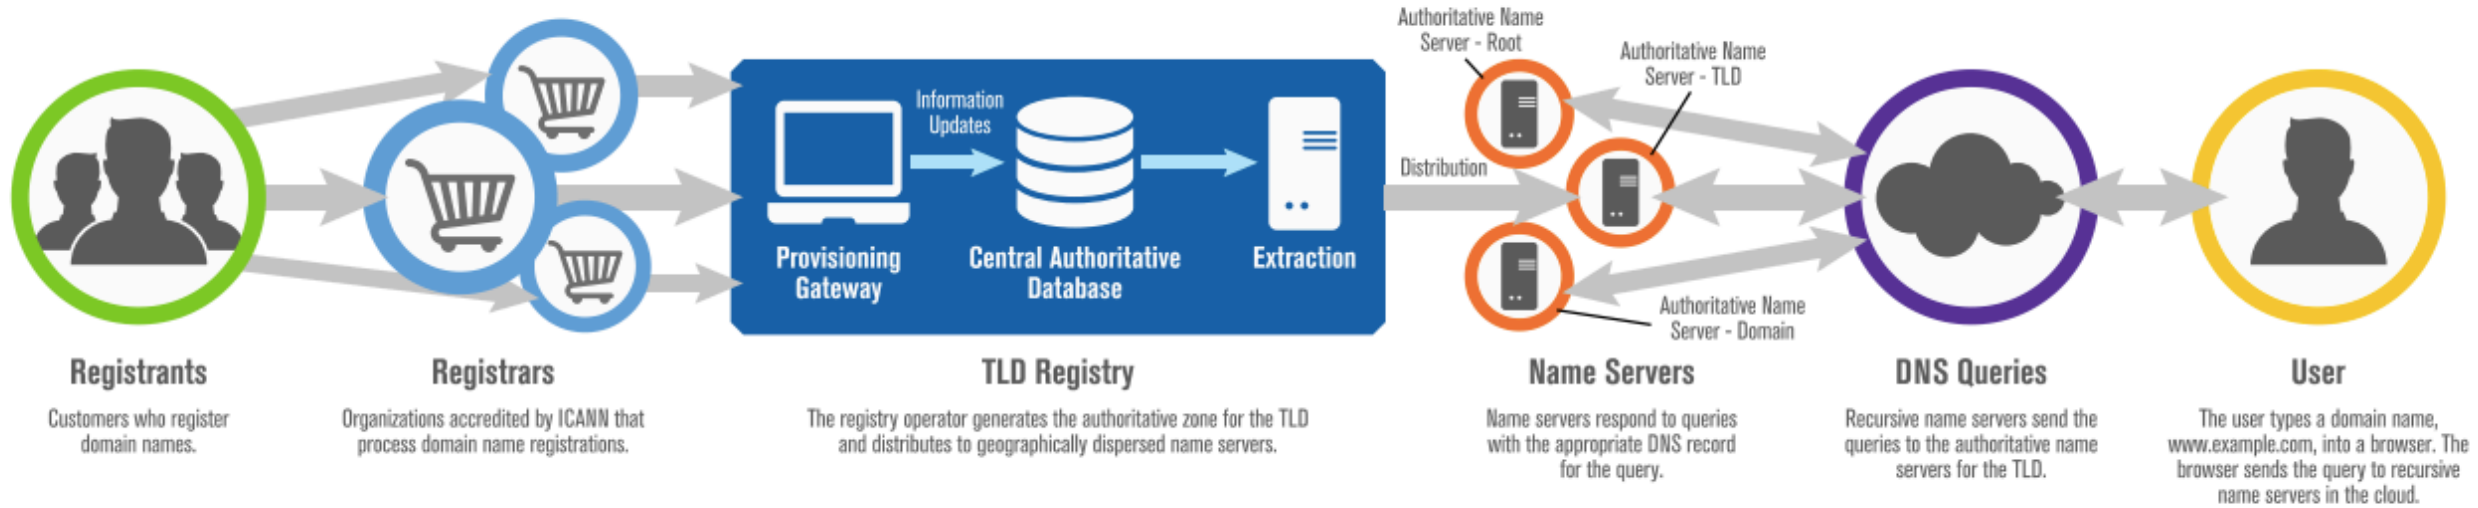 Authoritative Name
Server - Root
Authoritative Name
Server - TLD
Information
Updates
Distribution
Provisioning
Gateway
Central Authoritative
Database
Extraction
Authoritative Name
Server - Domain
Registrants
Customers who register
domain names.
Registrars
Organizations accredited by ICANN that
process domain name registrations.
TLD Registry
The registry operator generates the authoritative zone for the TLD
and distributes to geographically dispersed name servers.
Name Servers
Name servers respond to queries
with the appropriate DNS record
for the query.
DNS Queries
Recursive name servers send the
queries to the authoritative name
servers for the TLD.
User
The user types a domain name,
www.example.com, into a browser. The
browser sends the query to recursive
name servers in the cloud.